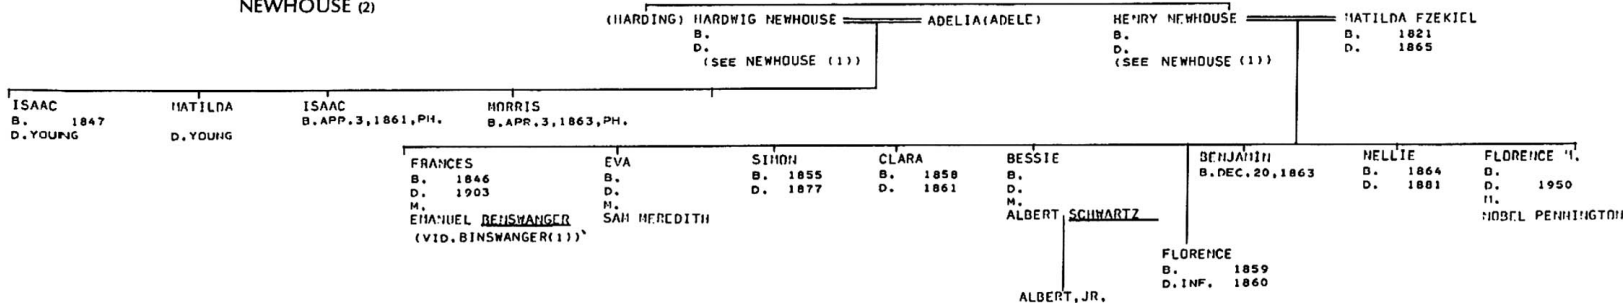 NEWHOUSE (2)
(HARDING) HARDWIG NEWHOUSE ADELIA(ADELE) HENRY NEWHOUSE MATILDA EZEKIEL
B. B. B. 1821
D. D. D. 1865
(SEE NEWHOUSE (1)) (SEE NEWHOUSE (1))
ISAAC MATILDA ISAAC MORRIS
B. 1847 B.APR.3,1861,PH. B.APR.3,1863,PH.
D.YOUNG D.YOUNG
FRANCES EVA SIMON CLARA BESSIE BENJAMIN NELLIE FLORENCE M.
B. 1846 B. B. 1855 B. 1858 B. B.DEC.20,1863 B. 1864 B.
D. 1903 D. D. 1877 D. 1861 D. D. 1881 D. 1950
M. M. M. M.
EMANUEL BENSWANGER SAM MEREDITH ALBERT SCHWARTZ NOBEL PENNINGTON
(VID.BINSWANGER(1))
FLORENCE
B. 1859
D.INF. 1860
ALBERT,JR.